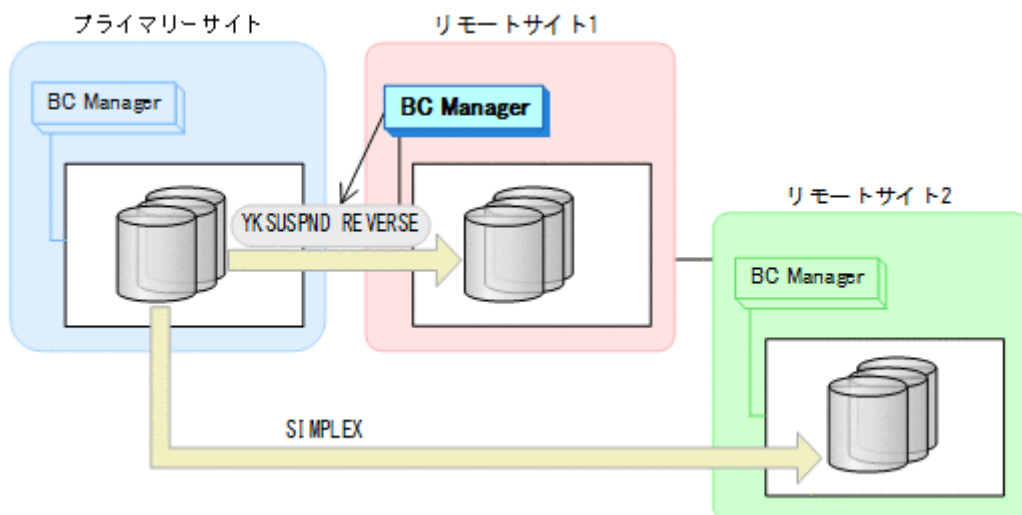 プライマリーサイト
リモートサイト1
BC Manager
BC Manager
リモートサイト2
YKSUSPND REVERSE
BC Manager
SIMPLEX